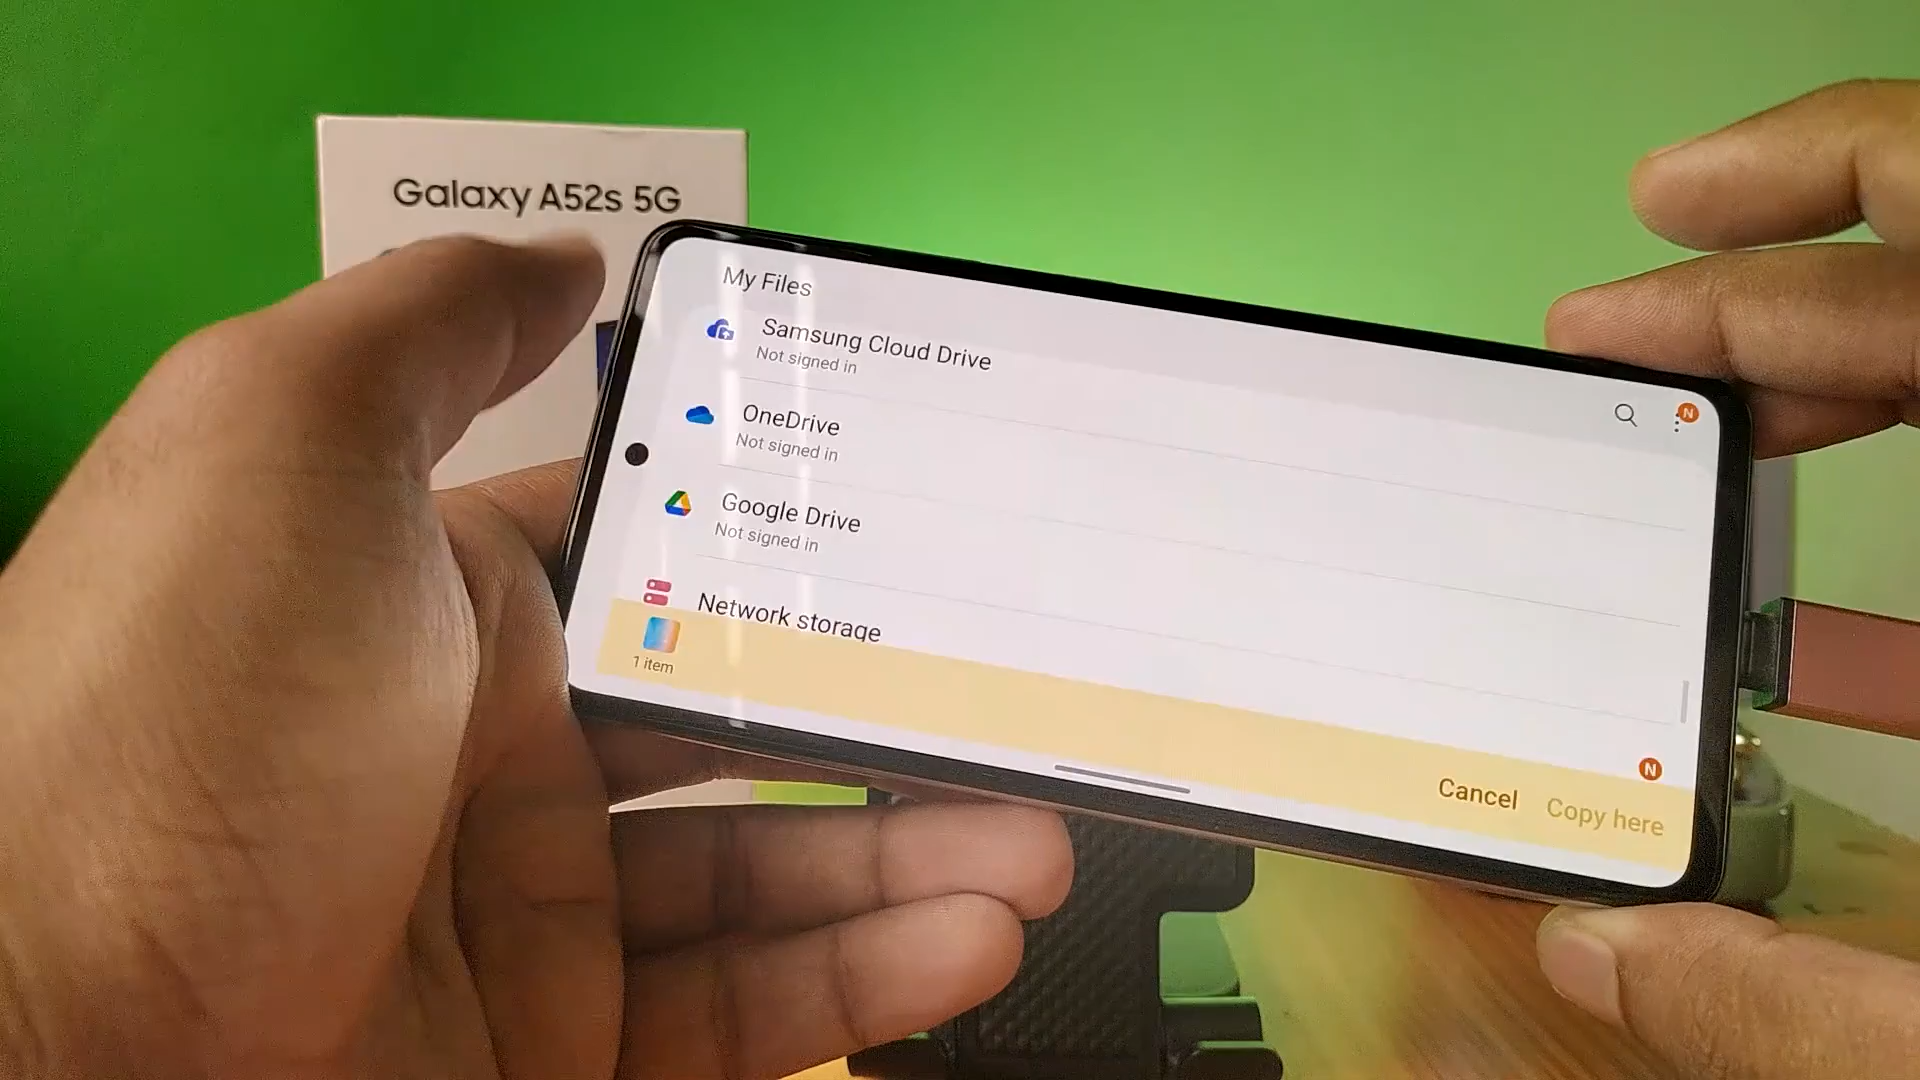 Galaxy A52s 5G
My Files
Samsung Cloud Drive
Not signed in
N
OneDrive
Not signed in
Google Drive
Not signed in
Network storage
1 item
N
Cancel
Copy here